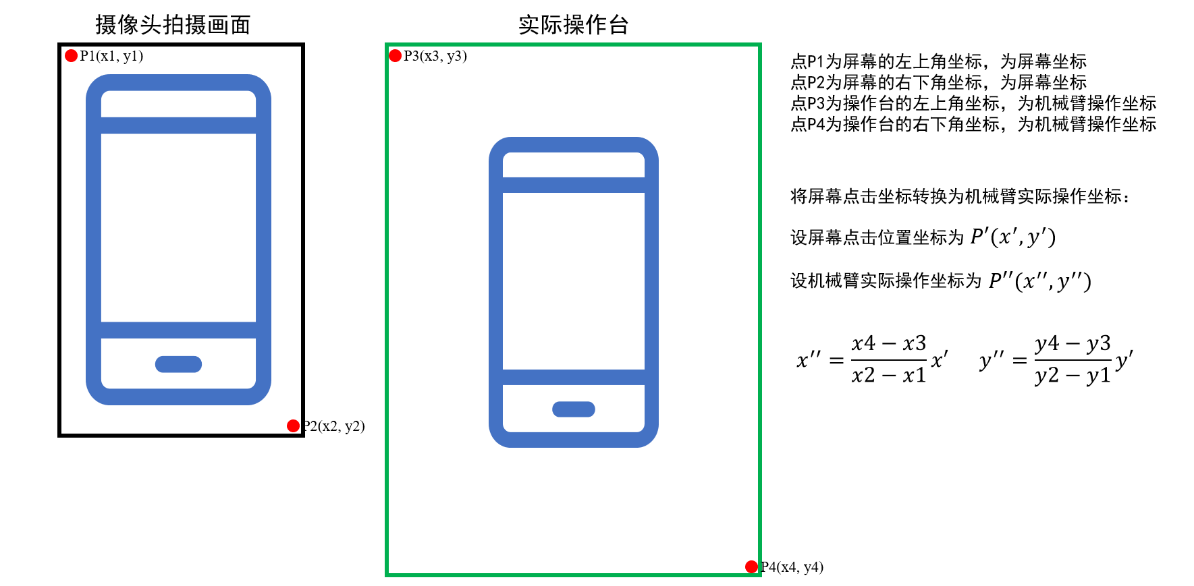 摄像头拍摄画面
实际操作台
P1(x1, y1)
P3(x3, y3)
P2(x2, y2)
P4(x4, y4)
点P1为屏幕的左上角坐标，为屏幕坐标
点P2为屏幕的右下角坐标，为屏幕坐标
点P3为操作台的左上角坐标，为机械臂操作坐标
点P4为操作台的右下角坐标，为机械臂操作坐标
将屏幕点击坐标转换为机械臂实际操作坐标：
设屏幕点击位置坐标为 P′(x′, y′)
设机械臂实际操作坐标为 P′′(x′′, y′′)
x′′ = \frac{x4 − x3}{x2 − x1} x′ y′′ = \frac{y4 − y3}{y2 − y1} y′